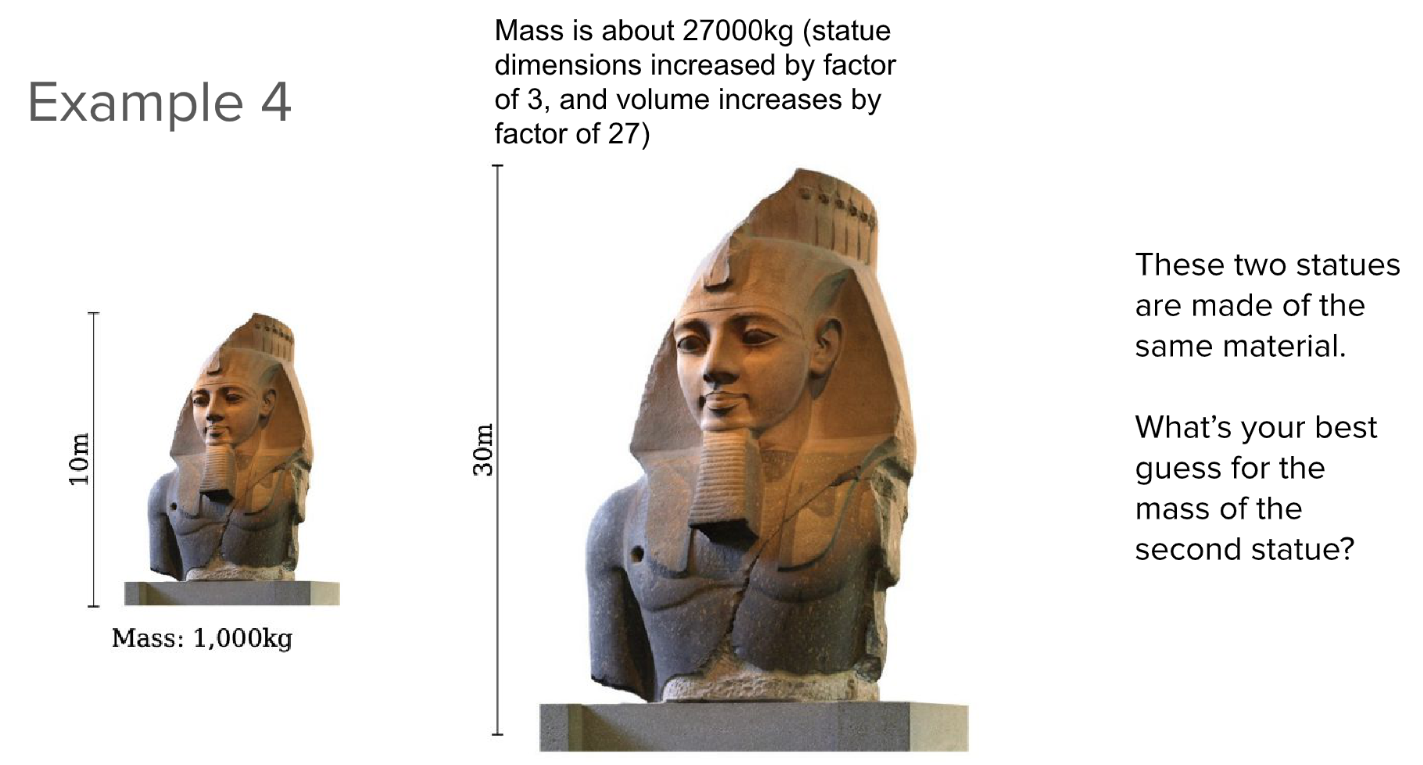 Example 4
Mass is about 27000kg (statue
dimensions increased by factor
of 3, and volume increases by
factor of 27)
10m
Mass: 1,000kg
30m
These two statues
are made of the
same material.
What’s your best
guess for the
mass of the
second statue?